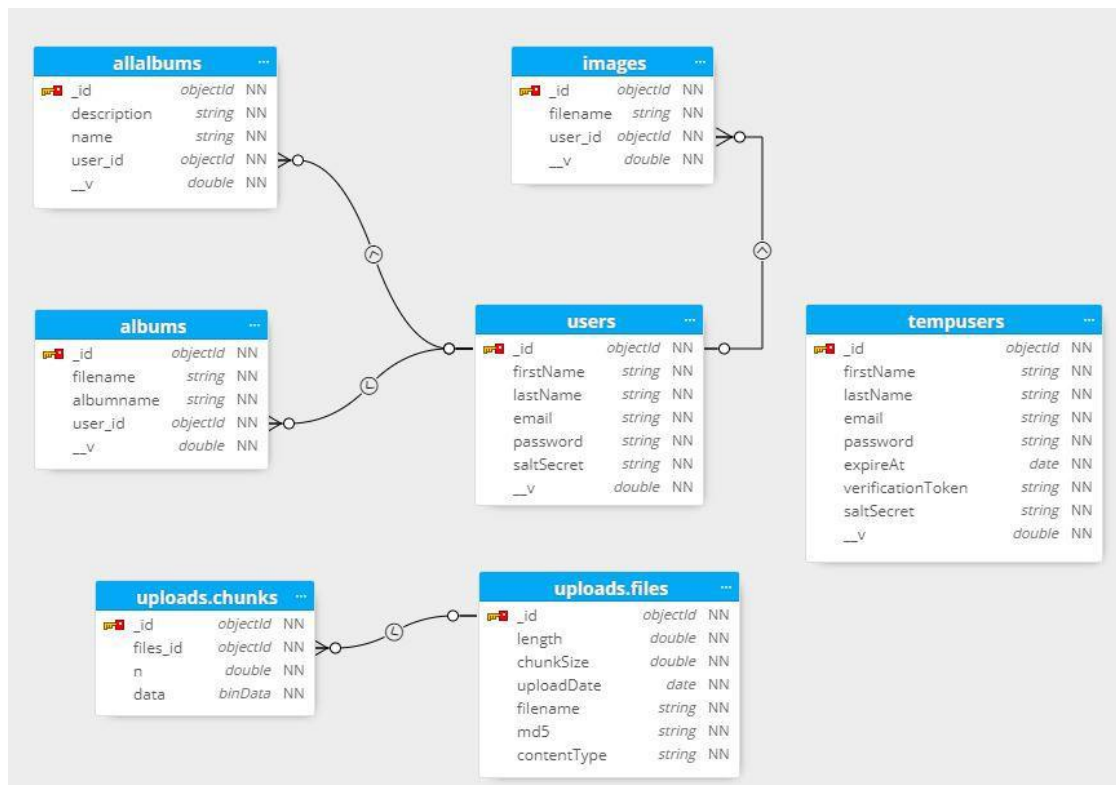 allalbums ...
_id objectId NN
description string NN
name string NN
user_id objectId NN
__v double NN
images ...
_id objectId NN
filename string NN
user_id objectId NN
__v double NN
albums ...
_id objectId NN
filename string NN
albumname string NN
user_id objectId NN
__v double NN
users ...
_id objectId NN
firstName string NN
lastName string NN
email string NN
password string NN
saltSecret string NN
__v double NN
tempusers ...
_id objectId NN
firstName string NN
lastName string NN
email string NN
password string NN
expireAt date NN
verificationToken string NN
saltSecret string NN
__v double NN
uploads.chunks ...
_id objectId NN
files_id objectId NN
n double NN
data binData NN
uploads.files ...
_id objectId NN
length double NN
chunkSize double NN
uploadDate date NN
filename string NN
md5 string NN
contentType string NN